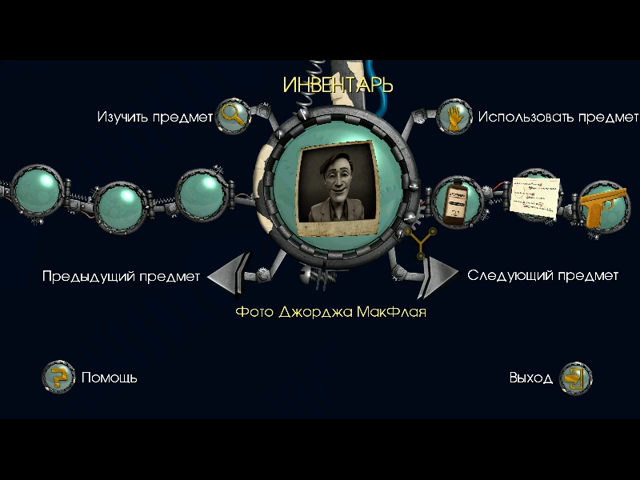 ИНВЕНТАРЬ
Изучить предмет
Использовать предмет
Предыдущий предмет
Следующий предмет
Фото Джорджа МакФлая
Помощь
Выход